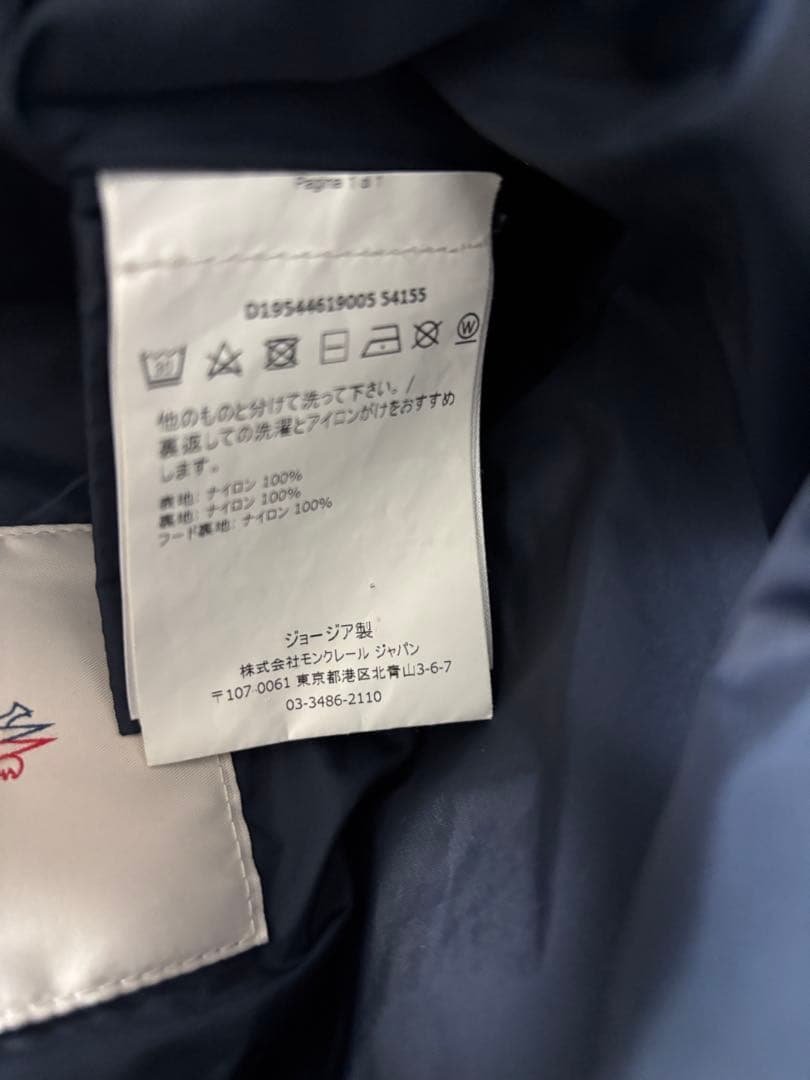 Pagina 1 di 1
D19544619005 54155
30
W
他のものと分けて洗って下さい。/
裏返しての洗濯とアイロンがけをおすすめ
します。
表地: ナイロン 100%
裏地: ナイロン 100%
フード裏地: ナイロン 100%
ジョージア製
株式会社モンクレール ジャパン
〒107-0061 東京都港区北青山3-6-7
03-3486-2110